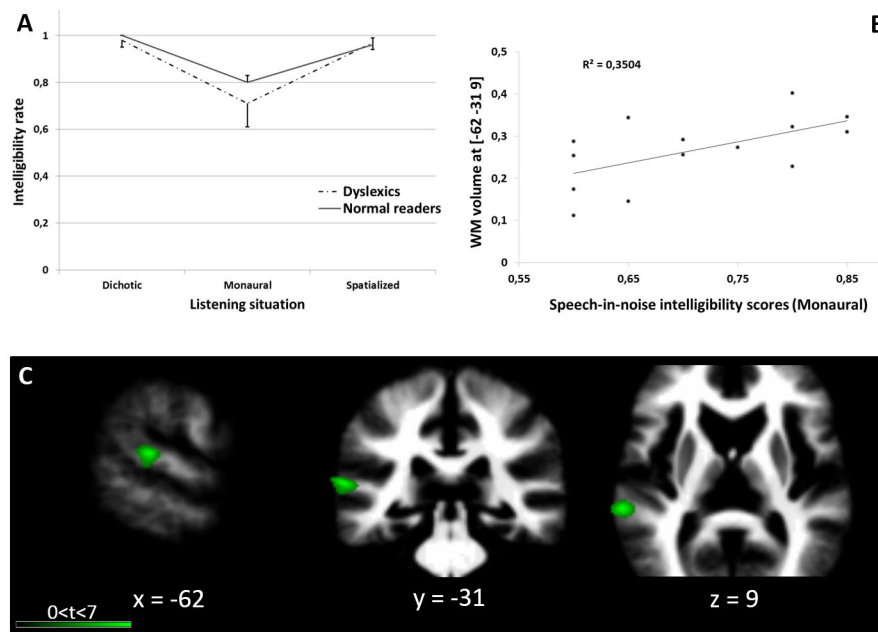 A
1
0,8
0,6
0,4
0,2
0
Intelligibility rate
Dyslexics
Normal readers
Dichotic Monaural Spatialized
Listening situation
0,5
0,4
0,3
0,2
0,1
0
WM volume at [-62 -31 9]
R² = 0,3504
0,55 0,65 0,75 0,85
Speech-in-noise intelligibility scores (Monaural)
C
x = -62 y = -31 z = 9
0<t<7